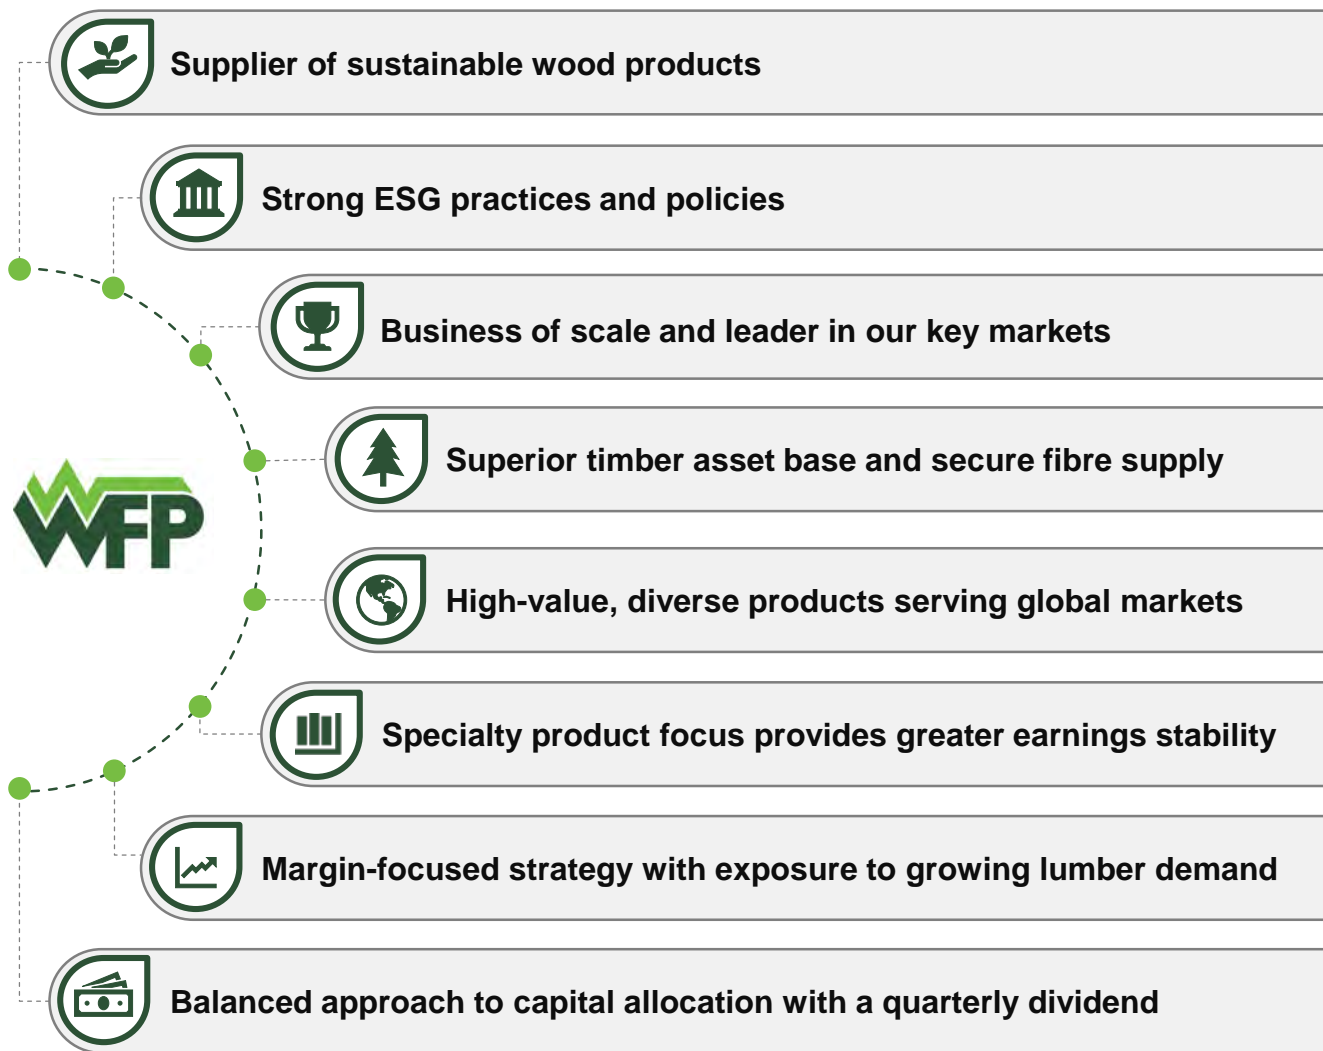 Supplier of sustainable wood products
Strong ESG practices and policies
Business of scale and leader in our key markets
Superior timber asset base and secure fibre supply
WFP
High-value, diverse products serving global markets
Specialty product focus provides greater earnings stability
Margin-focused strategy with exposure to growing lumber demand
Balanced approach to capital allocation with a quarterly dividend